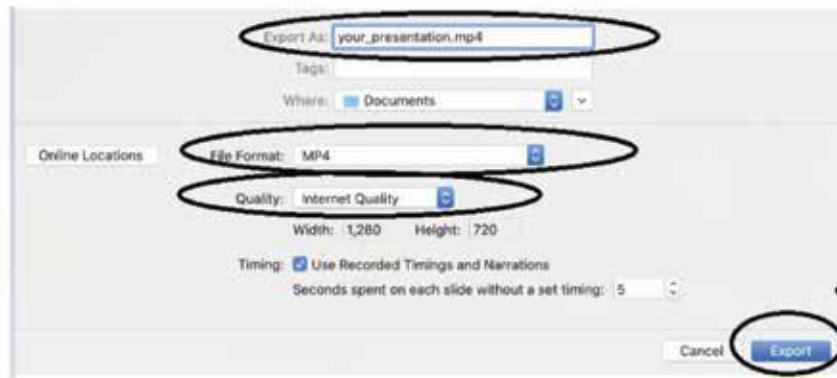 Export As: your_presentation.mp4
Tags:
Where: Documents
Online Locations File Format: MP4
Quality: Internet Quality
Width: 1,280 Height: 720
Timing: Use Recorded Timings and Narrations
Seconds spent on each slide without a set timing: 5
Cancel Export